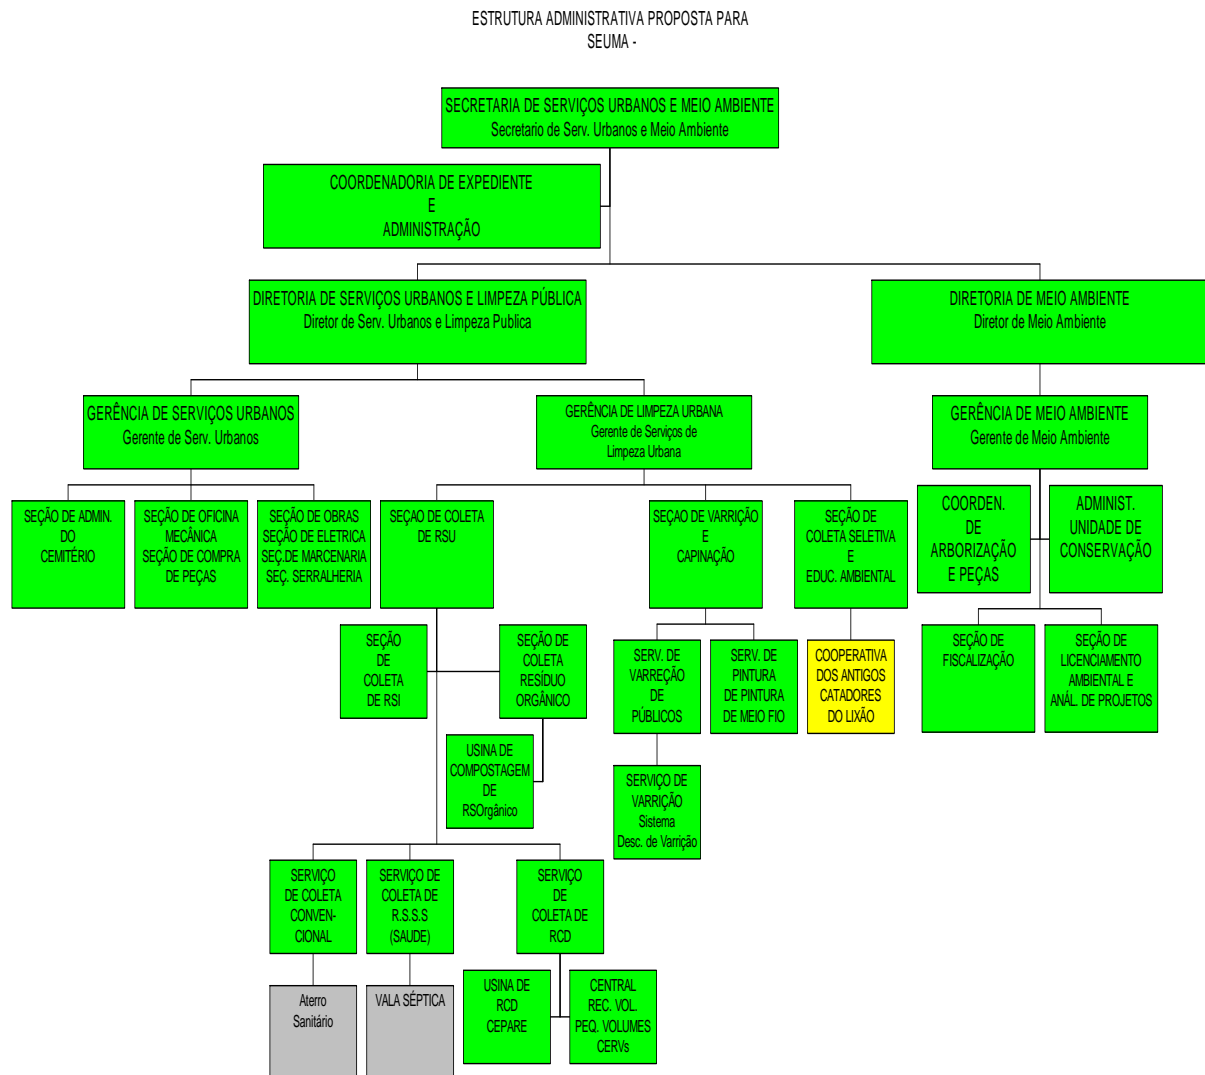 ESTRUTURA ADMINISTRATIVA PROPOSTA PARA
SEUMA -
SECRETARIA DE SERVIÇOS URBANOS E MEIO AMBIENTE
Secretario de Serv. Urbanos e Meio Ambiente
COORDENADORIA DE EXPEDIENTE
E
ADMINISTRAÇÃO
DIRETORIA DE SERVIÇOS URBANOS E LIMPEZA PÚBLICA
Diretor de Serv. Urbanos e Limpeza Publica
DIRETORIA DE MEIO AMBIENTE
Diretor de Meio Ambiente
GERÊNCIA DE SERVIÇOS URBANOS
Gerente de Serv. Urbanos
GERÊNCIA DE LIMPEZA URBANA
Gerente de Serviços de
Limpeza Urbana
GERÊNCIA DE MEIO AMBIENTE
Gerente de Meio Ambiente
SEÇÃO DE ADMIN.
DO
CEMITÉRIO
SEÇÃO DE OFICINA
MECÂNICA
SEÇÃO DE COMPRA
DE PEÇAS
SEÇÃO DE OBRAS
SEÇÃO DE ELETRICA
SEÇ.DE MARCENARIA
SEÇ. SERRALHERIA
SEÇAO DE COLETA
DE RSU
SEÇAO DE VARRIÇÃO
E
CAPINAÇÃO
SEÇÃO DE
COLETA SELETIVA
E
EDUC. AMBIENTAL
COORDEN.
DE
ARBORIZAÇÃO
E PEÇAS
ADMINIST.
UNIDADE DE
CONSERVAÇÃO
SEÇÃO
DE
COLETA
DE RSI
SEÇÃO DE
COLETA
RESÍDUO
ORGÂNICO
SERV. DE
VARREÇÃO
DE
PÚBLICOS
SERV. DE
PINTURA
DE PINTURA
DE MEIO FIO
COOPERATIVA
DOS ANTIGOS
CATADORES
DO LIXÃO
SEÇÃO DE
FISCALIZAÇÃO
SEÇÃO DE
LICENCIAMENTO
AMBIENTAL E
ANÁL. DE PROJETOS
USINA DE
COMPOSTAGEM
DE
RSOrgânico
SERVIÇO DE
VARRIÇÃO
Sistema
Desc. de Varrição
SERVIÇO
DE COLETA
CONVEN-
CIONAL
SERVIÇO DE
COLETA DE
R.S.S.S
(SAUDE)
SERVIÇO
DE
COLETA DE
RCD
Aterro
Sanitário
VALA SÉPTICA
USINA DE
RCD
CEPARE
CENTRAL
REC. VOL.
PEQ. VOLUMES
CERVs